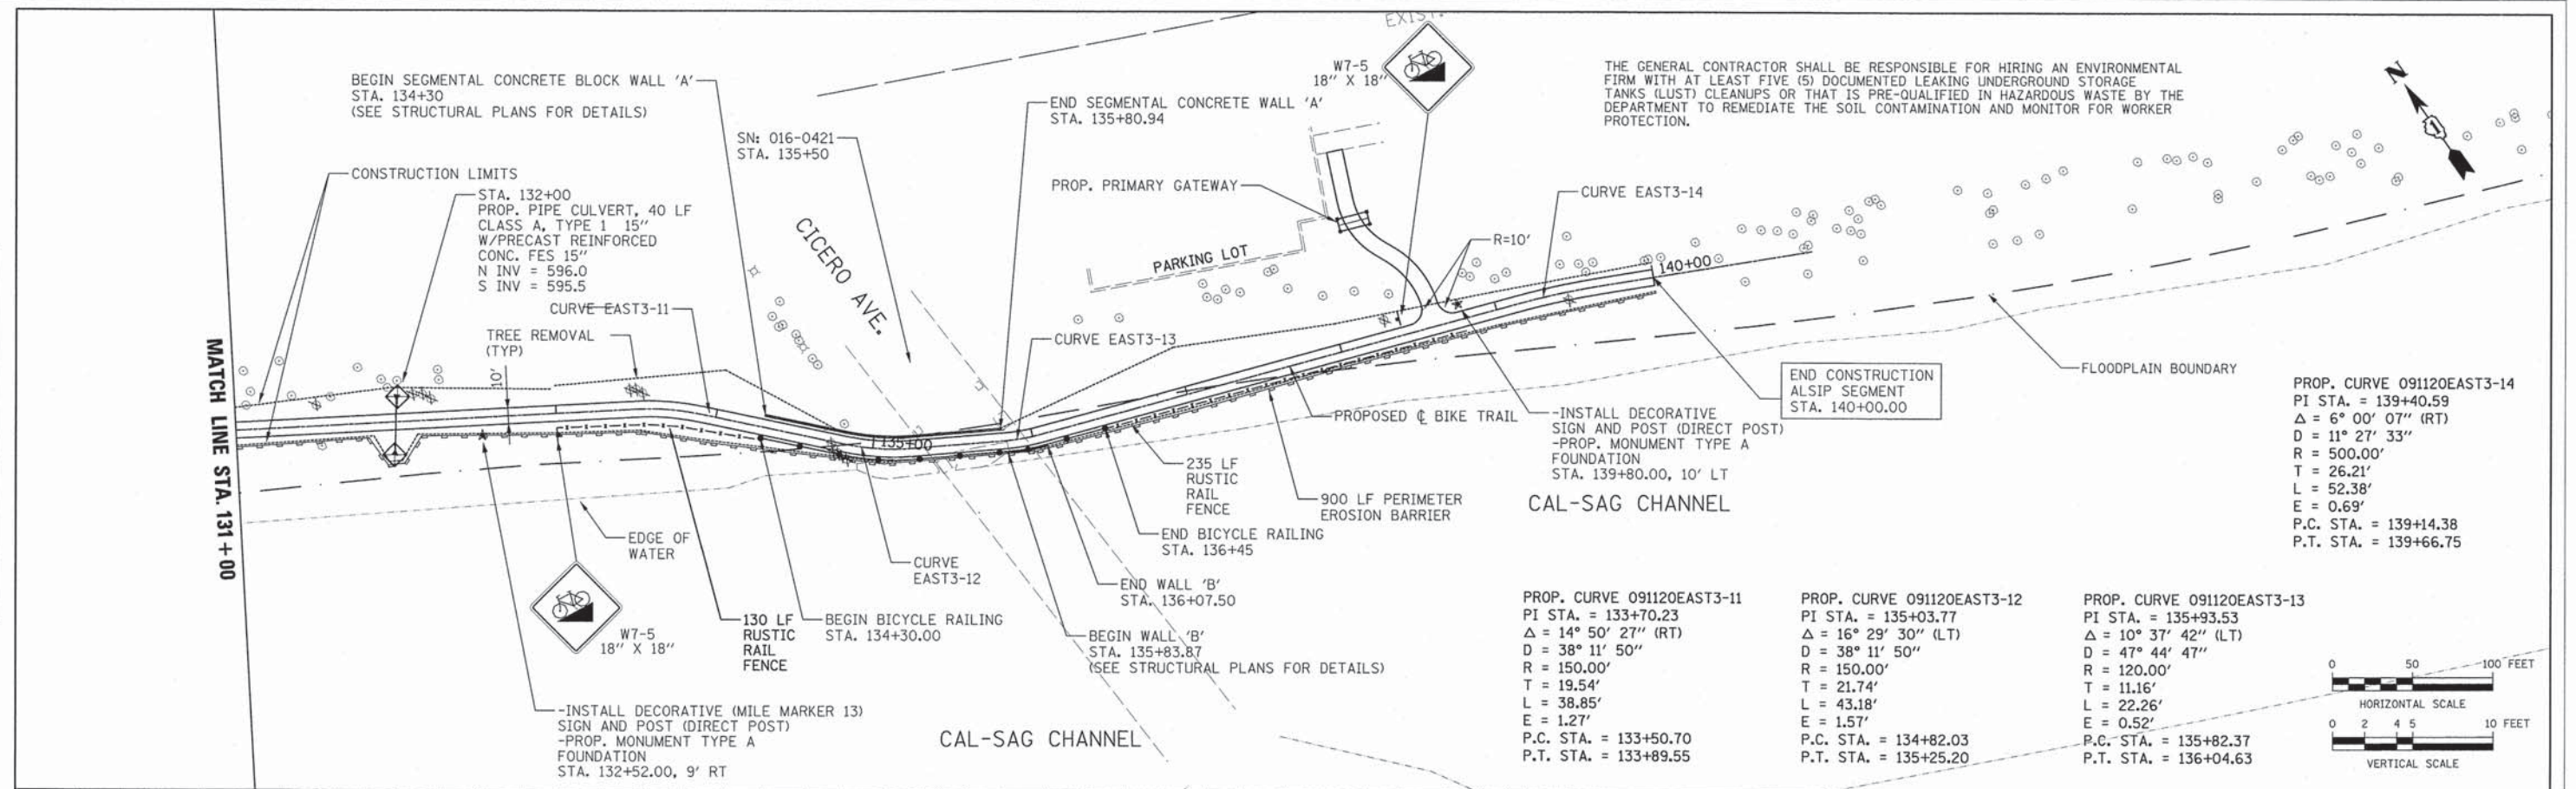 EXIST.
W7-5
18" X 18"
THE GENERAL CONTRACTOR SHALL BE RESPONSIBLE FOR HIRING AN ENVIRONMENTAL
FIRM WITH AT LEAST FIVE (5) DOCUMENTED LEAKING UNDERGROUND STORAGE
TANKS (LUST) CLEANUPS OR THAT IS PRE-QUALIFIED IN HAZARDOUS WASTE BY THE
DEPARTMENT TO REMEDIATE THE SOIL CONTAMINATION AND MONITOR FOR WORKER
PROTECTION.
N
BEGIN SEGMENTAL CONCRETE BLOCK WALL 'A'
STA. 134+30
(SEE STRUCTURAL PLANS FOR DETAILS)
SN: 016-0421
STA. 135+50
END SEGMENTAL CONCRETE WALL 'A'
STA. 135+80.94
CONSTRUCTION LIMITS
STA. 132+00
PROP. PIPE CULVERT, 40 LF
CLASS A, TYPE 1 15"
W/PRECAST REINFORCED
CONC. FES 15"
N INV = 596.0
S INV = 595.5
PROP. PRIMARY GATEWAY
CURVE EAST3-14
R=10'
CICERO AVE.
PARKING LOT
140+00
CURVE EAST3-11
TREE REMOVAL
(TYP)
10'
CURVE EAST3-13
MATCH LINE STA. 131+00
135+00
FLOODPLAIN BOUNDARY
END CONSTRUCTION
ALSIP SEGMENT
STA. 140+00.00
PROPOSED ℄ BIKE TRAIL
-INSTALL DECORATIVE
SIGN AND POST (DIRECT POST)
-PROP. MONUMENT TYPE A
FOUNDATION
STA. 139+80.00, 10' LT
PROP. CURVE 091120EAST3-14
PI STA. = 139+40.59
Δ = 6° 00' 07" (RT)
D = 11° 27' 33"
R = 500.00'
T = 26.21'
L = 52.38'
E = 0.69'
P.C. STA. = 139+14.38
P.T. STA. = 139+66.75
235 LF
RUSTIC
RAIL
FENCE
900 LF PERIMETER
EROSION BARRIER
CAL-SAG CHANNEL
EDGE OF
WATER
END BICYCLE RAILING
STA. 136+45
CURVE
EAST3-12
END WALL 'B'
STA. 136+07.50
W7-5
18" X 18"
130 LF
RUSTIC
RAIL
FENCE
BEGIN BICYCLE RAILING
STA. 134+30.00
BEGIN WALL 'B'
STA. 135+83.87
(SEE STRUCTURAL PLANS FOR DETAILS)
-INSTALL DECORATIVE (MILE MARKER 13)
SIGN AND POST (DIRECT POST)
-PROP. MONUMENT TYPE A
FOUNDATION
STA. 132+52.00, 9' RT
CAL-SAG CHANNEL
PROP. CURVE 091120EAST3-11
PI STA. = 133+70.23
Δ = 14° 50' 27" (RT)
D = 38° 11' 50"
R = 150.00'
T = 19.54'
L = 38.85'
E = 1.27'
P.C. STA. = 133+50.70
P.T. STA. = 133+89.55
PROP. CURVE 091120EAST3-12
PI STA. = 135+03.77
Δ = 16° 29' 30" (LT)
D = 38° 11' 50"
R = 150.00'
T = 21.74'
L = 43.18'
E = 1.57'
P.C. STA. = 134+82.03
P.T. STA. = 135+25.20
PROP. CURVE 091120EAST3-13
PI STA. = 135+93.53
Δ = 10° 37' 42" (LT)
D = 47° 44' 47"
R = 120.00'
T = 11.16'
L = 22.26'
E = 0.52'
P.C. STA. = 135+82.37
P.T. STA. = 136+04.63
0 50 100 FEET
HORIZONTAL SCALE
0 2 4 5 10 FEET
VERTICAL SCALE